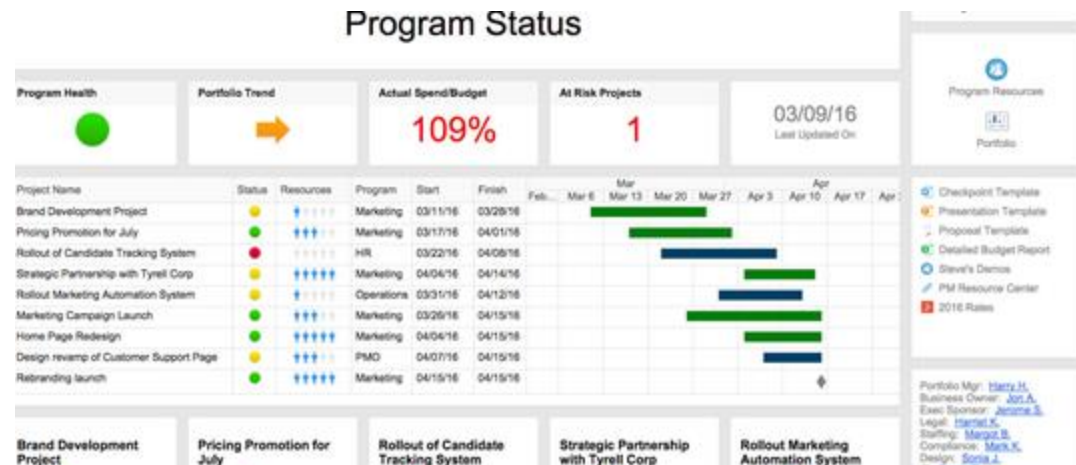 Program Status
Program Health
Portfolio Trend
Actual Spend/Budget
109%
At Risk Projects
1
03/09/16
Last Updated On
Project Name Status Resources Program Start Finish
Mar Apr
Feb... Mar 6 Mar 13 Mar 20 Mar 27 Apr 3 Apr 10 Apr 17 Apr
Brand Development Project Marketing 03/11/16 03/28/16
Pricing Promotion for July Marketing 03/17/16 04/01/16
Rollout of Candidate Tracking System HR 03/22/16 04/08/16
Strategic Partnership with Tyrell Corp Marketing 04/04/16 04/14/16
Rollout Marketing Automation System Operations 03/31/16 04/12/16
Marketing Campaign Launch Marketing 03/26/16 04/15/16
Home Page Redesign Marketing 04/04/16 04/15/16
Design revamp of Customer Support Page PMO 04/07/16 04/15/16
Rebranding launch Marketing 04/15/16 04/15/16
Brand Development
Project
Pricing Promotion for
July
Rollout of Candidate
Tracking System
Strategic Partnership
with Tyrell Corp
Rollout Marketing
Automation System
Program Resources
Portfolio
Checkpoint Template
Presentation Template
Proposal Template
Detailed Budget Report
Steve's Demos
PM Resource Center
2016 Rates
Portfolio Mgr: Harry H.
Business Owner: Jon A.
Exec Sponsor: Jerome S.
Legal: Harriet K.
Staffing: Margot B.
Compliance: Mark K.
Design: Sonia J.